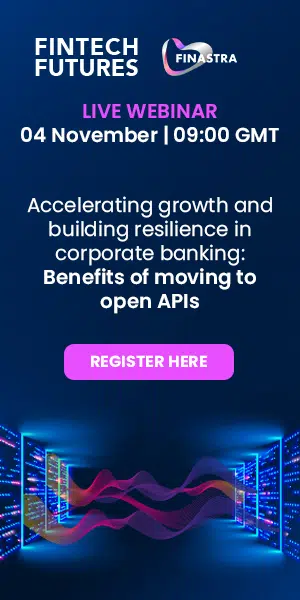 FINTECH
FUTURES
FINASTRA
LIVE WEBINAR
04 November | 09:00 GMT
Accelerating growth and
building resilience in
corporate banking:
Benefits of moving to
open APIs
REGISTER HERE